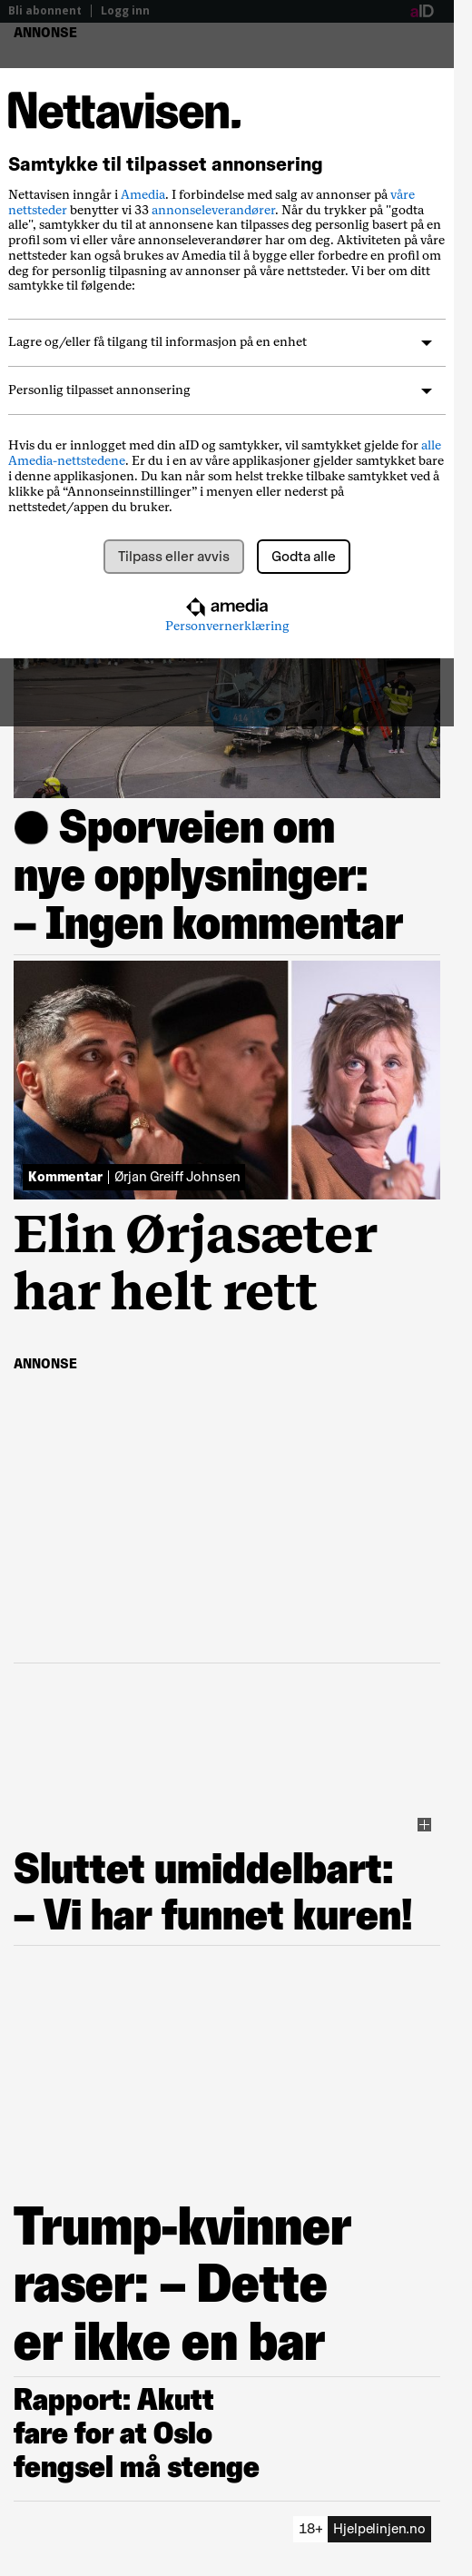 Bli abonnent | Logg inn
aID
ANNONSE
Nettavisen.
Samtykke til tilpasset annonsering
Nettavisen inngår i Amedia. I forbindelse med salg av annonser på våre
nettsteder benytter vi 33 annonseleverandører. Når du trykker på "godta
alle", samtykker du til at annonsene kan tilpasses deg personlig basert på en
profil som vi eller våre annonseleverandører har om deg. Aktiviteten på våre
nettsteder kan også brukes av Amedia til å bygge eller forbedre en profil om
deg for personlig tilpasning av annonser på våre nettsteder. Vi ber om ditt
samtykke til følgende:
Lagre og/eller få tilgang til informasjon på en enhet
Personlig tilpasset annonsering
Hvis du er innlogget med din aID og samtykker, vil samtykket gjelde for alle
Amedia-nettstedene. Er du i en av våre applikasjoner gjelder samtykket bare
i denne applikasjonen. Du kan når som helst trekke tilbake samtykket ved å
klikke på “Annonseinnstillinger” i menyen eller nederst på
nettstedet/appen du bruker.
Tilpass eller avvis
Godta alle
amedia
Personvernerklæring
414
Sporveien om
nye opplysninger:
– Ingen kommentar
Kommentar | Ørjan Greiff Johnsen
Elin Ørjasæter
har helt rett
ANNONSE
Sluttet umiddelbart:
– Vi har funnet kuren!
Trump-kvinner
raser: – Dette
er ikke en bar
Rapport: Akutt
fare for at Oslo
fengsel må stenge
18+ Hjelpelinjen.no